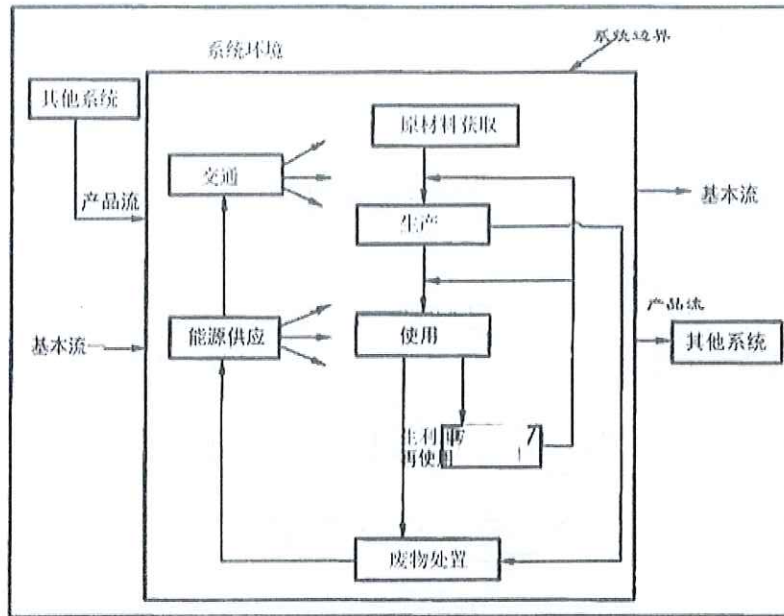 系统环境
系统边界
其他系统
原材料获取
交通
产品流
生产
基本流
能源供应
使用
基本流
产品流
其他系统
生利
再使用
废物处置